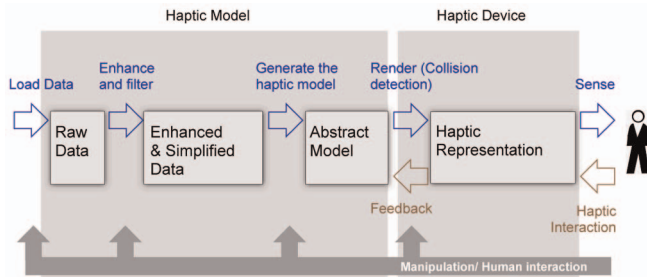 Haptic Model
Haptic Device
Load Data
Enhance
and filter
Generate the
haptic model
Render (Collision
detection)
Sense
Raw
Data
Enhanced
& Simplified
Data
Abstract
Model
Haptic
Representation
Feedback
Haptic
Interaction
Manipulation/ Human interaction